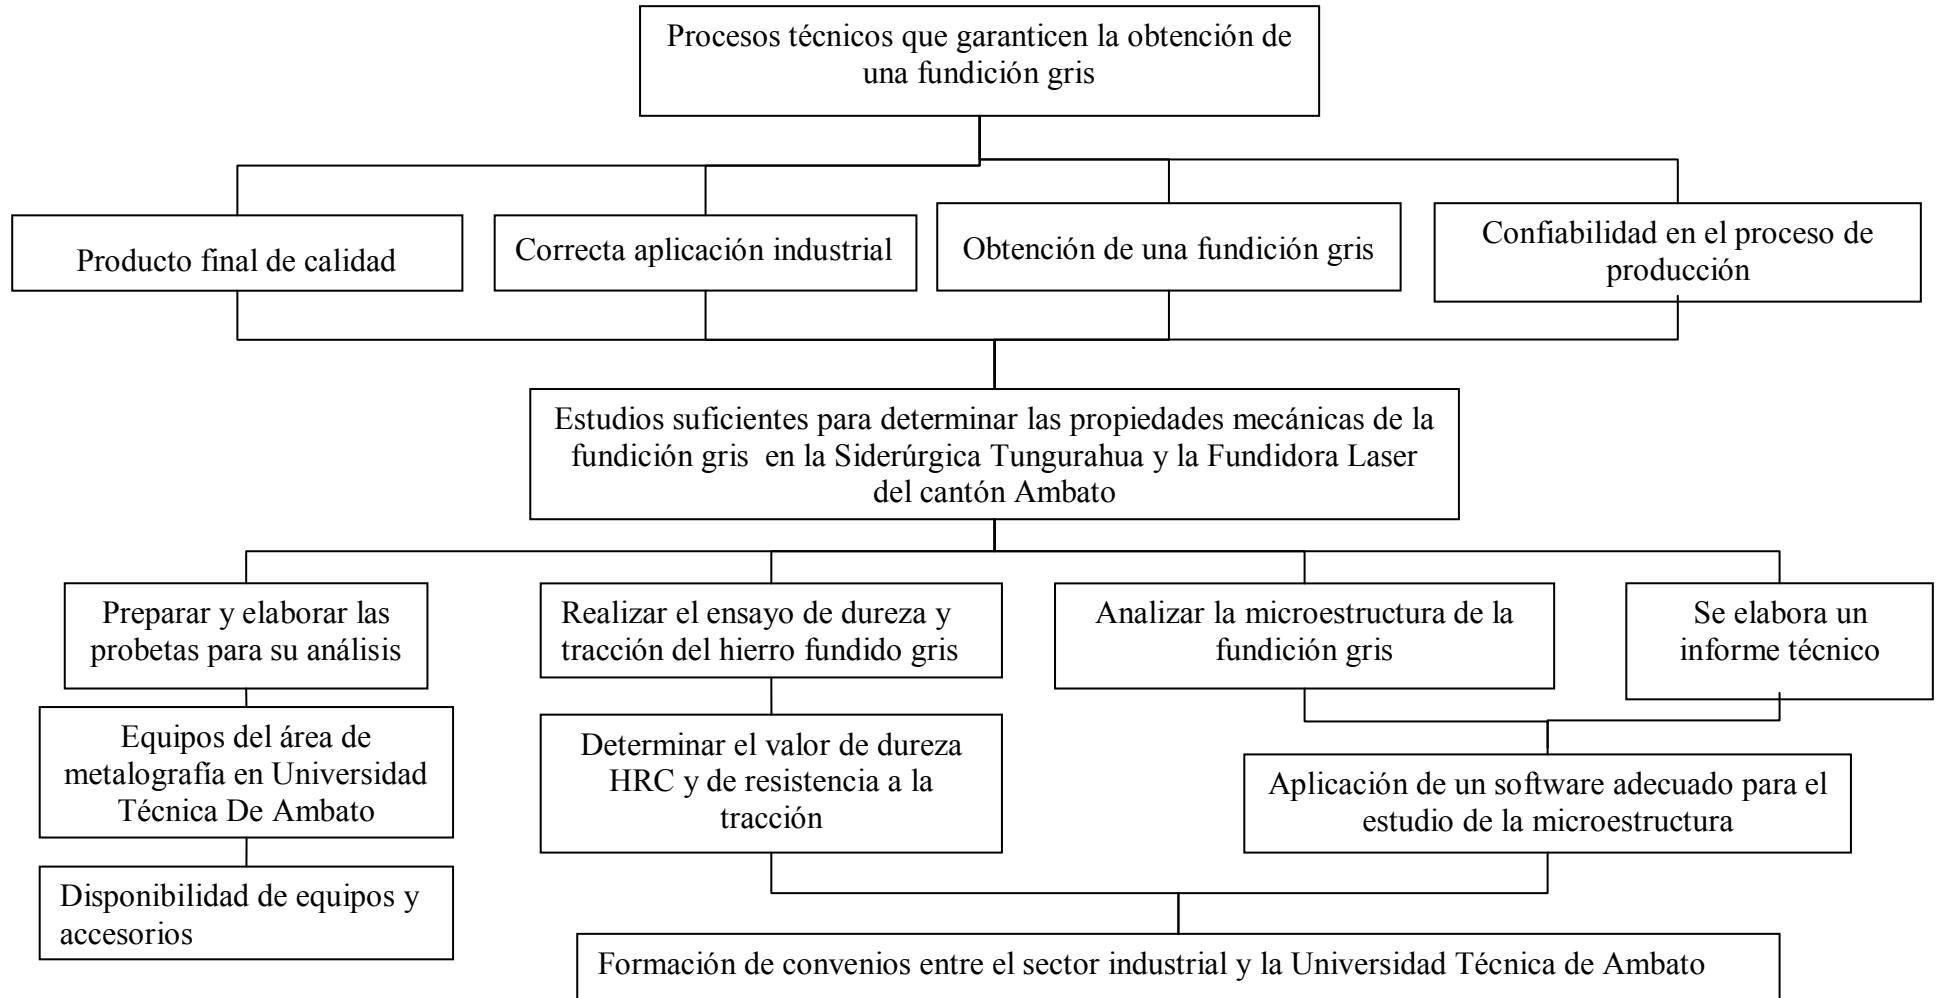 Procesos técnicos que garanticen la obtención de
una fundición gris
Producto final de calidad
Correcta aplicación industrial
Obtención de una fundición gris
Confiabilidad en el proceso de
producción
Estudios suficientes para determinar las propiedades mecánicas de la
fundición gris en la Siderúrgica Tungurahua y la Fundidora Laser
del cantón Ambato
Preparar y elaborar las
probetas para su análisis
Realizar el ensayo de dureza y
tracción del hierro fundido gris
Analizar la microestructura de la
fundición gris
Se elabora un
informe técnico
Equipos del área de
metalografía en Universidad
Técnica De Ambato
Determinar el valor de dureza
HRC y de resistencia a la
tracción
Aplicación de un software adecuado para el
estudio de la microestructura
Disponibilidad de equipos y
accesorios
Formación de convenios entre el sector industrial y la Universidad Técnica de Ambato